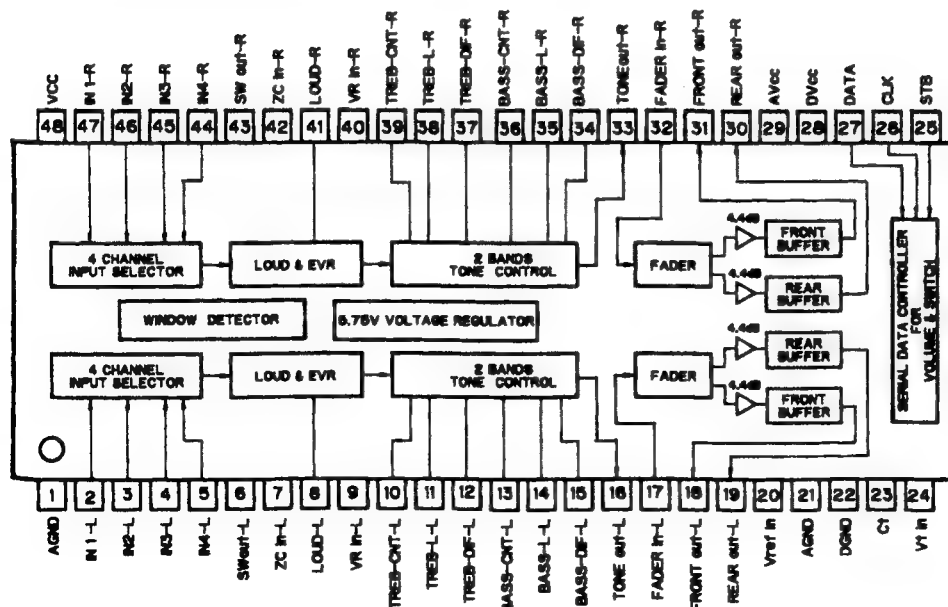 VCC
IN 1-R
IN2-R
IN3-R
IN4-R
SW out-R
ZC in-R
LOUD-R
VR in-R
TREB-CNT-R
TREB-L-R
TREB-DIF-R
BASS-CNT-R
BASS-L-R
BASS-DIF-R
TONEout-R
FADER in-R
FRONT out-R
REAR out-R
AVcc
DVcc
DATA
CLK
STB
48 47 46 45 44 43 42 41 40 39 38 37 36 35 34 33 32 31 30 29 28 27 26 25
4 CHANNEL
INPUT SELECTOR
LOUD & EVR
2 BANDS
TONE CONTROL
FADER
4.4dB
FRONT
BUFFER
4.4dB
REAR
BUFFER
WINDOW DETECTOR
5.75V VOLTAGE REGULATOR
4 CHANNEL
INPUT SELECTOR
LOUD & EVR
2 BANDS
TONE CONTROL
FADER
4.4dB
REAR
BUFFER
4.4dB
FRONT
BUFFER
SERIAL DATA CONTROLLER
FOR
VOLUME & SWITCH
1 2 3 4 5 6 7 8 9 10 11 12 13 14 15 16 17 18 19 20 21 22 23 24
AGND
IN 1-L
IN2-L
IN3-L
IN4-L
SWout-L
ZC in-L
LOUD-L
VR in-L
TREB-CNT-L
TREB-L-L
TREB-DIF-L
BASS-CNT-L
BASS-L-L
BASS-DIF-L
TONE out-L
FADER in-L
FRONT out-L
REAR out-L
Vref in
AGND
DGND
C1
V1 in